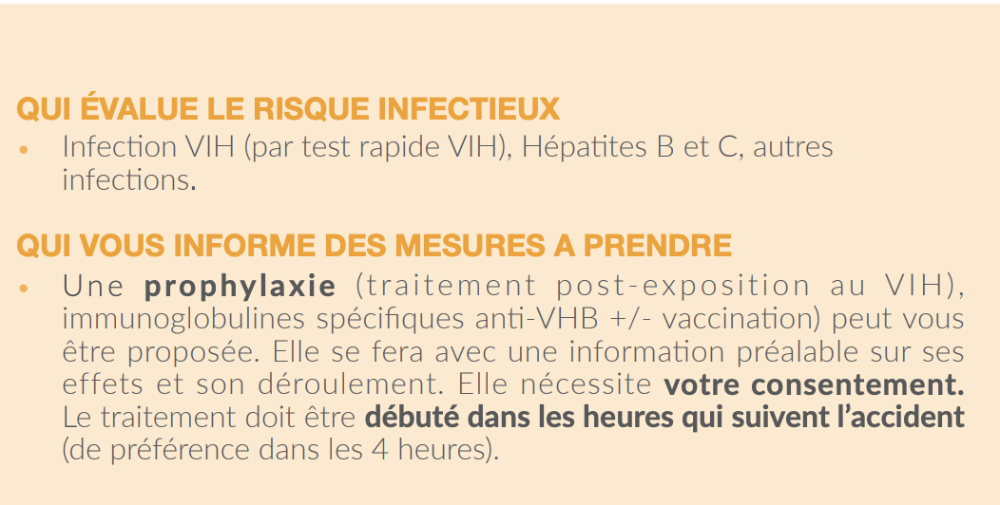 QUI ÉVALUE LE RISQUE INFECTIEUX
• Infection VIH (par test rapide VIH), Hépatites B et C, autres
infections.
QUI VOUS INFORME DES MESURES A PRENDRE
• Une prophylaxie (traitement post-exposition au VIH),
immunoglobulines spécifiques anti-VHB +/- vaccination) peut vous
être proposée. Elle se fera avec une information préalable sur ses
effets et son déroulement. Elle nécessite votre consentement.
Le traitement doit être débuté dans les heures qui suivent l’accident
(de préférence dans les 4 heures).